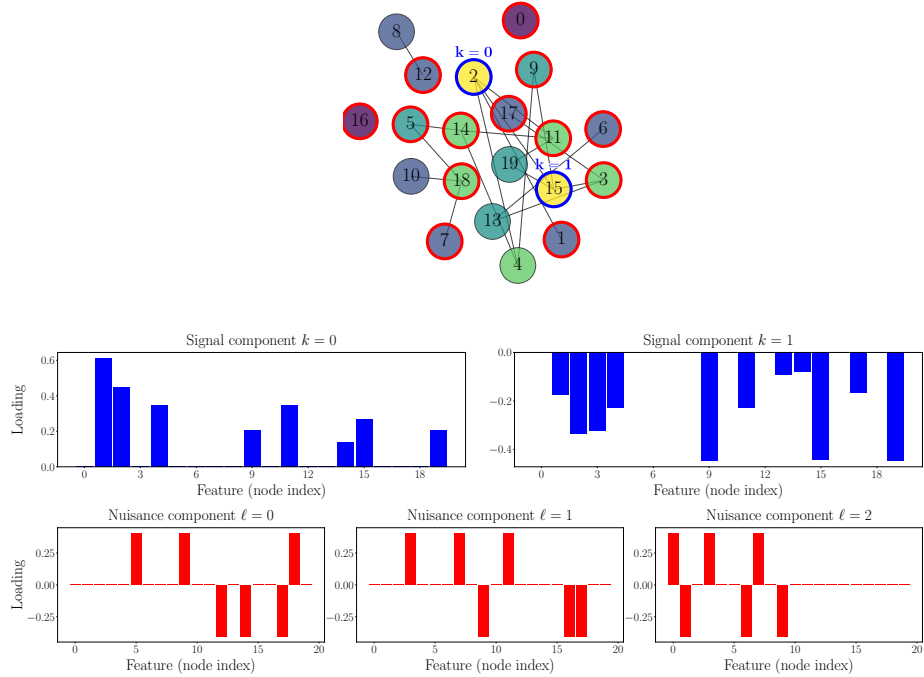 0
8
k = 0
9
12
2
17
16
5
14
11
6
19
k = 1
10
18
15
3
13
7
1
4
Signal component k = 0
Signal component k = 1
Loading
0.6
0.4
0.2
0.0
0 3 6 9 12 15 18
Feature (node index)
0.0
−0.2
−0.4
0 3 6 9 12 15 18
Feature (node index)
Nuisance component ℓ = 0
Nuisance component ℓ = 1
Nuisance component ℓ = 2
Loading
0.25
0.00
−0.25
0 5 10 15 20
Feature (node index)
0.25
0.00
−0.25
0 5 10 15 20
Feature (node index)
0.25
0.00
−0.25
0 5 10 15 20
Feature (node index)